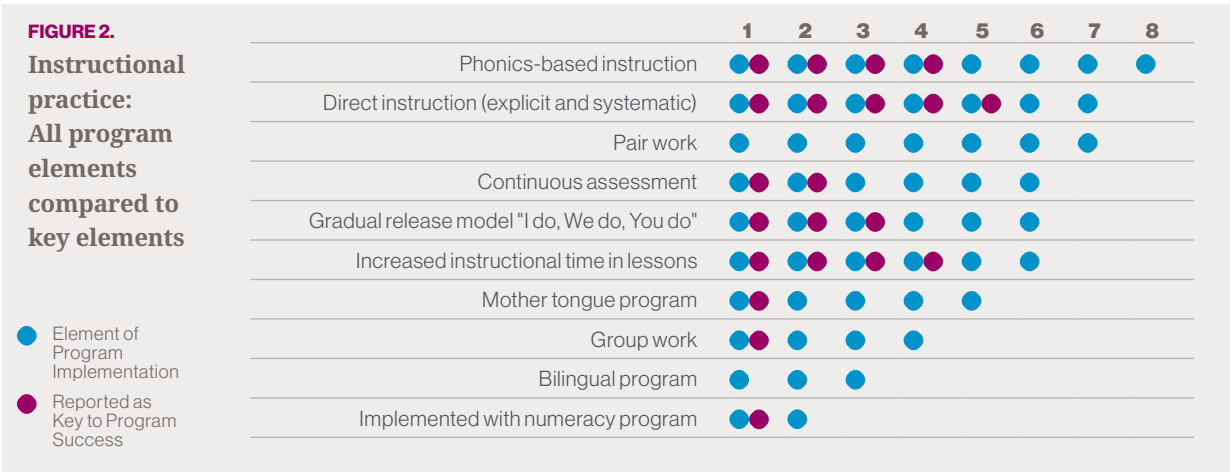 FIGURE 2.
Instructional
practice:
All program
elements
compared to
key elements
Element of
Program
Implementation
Reported as
Key to Program
Success
1 2 3 4 5 6 7 8
Phonics-based instruction
Direct instruction (explicit and systematic)
Pair work
Continuous assessment
Gradual release model "I do, We do, You do"
Increased instructional time in lessons
Mother tongue program
Group work
Bilingual program
Implemented with numeracy program